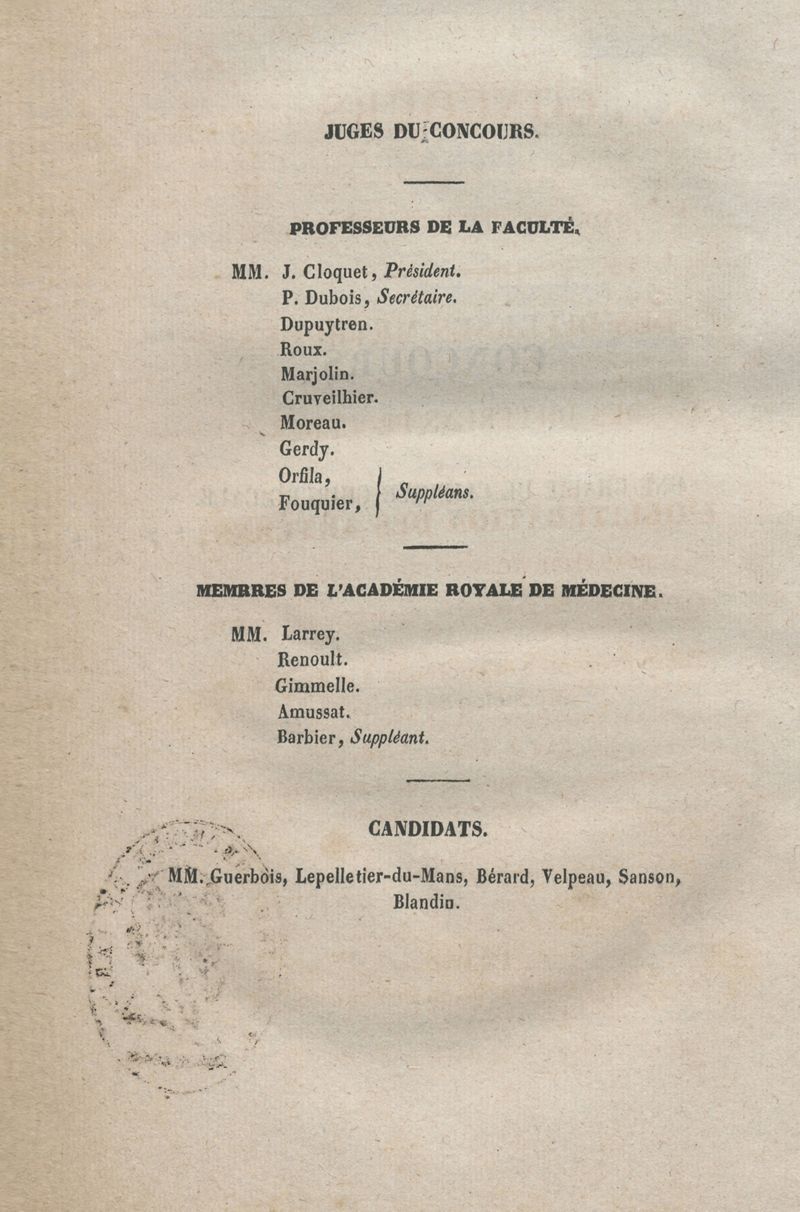 JUGES DU CONCOURS.
PROFESSEURS DE LA FACULTÉ.
MM. J. Cloquet, Président.
P. Dubois, Secrétaire.
Dupuytren.
Roux.
Marjolin.
Cruveilhier.
Moreau.
Gerdy.
Orfila,
Fouquier, } Suppléans.
MEMBRES DE L'ACADÉMIE ROYALE DE MÉDECINE.
MM. Larrey.
Renoult.
Gimmelle.
Amussat.
Barbier, Suppléant.
CANDIDATS.
MM. Guerbois, Lepelletier-du-Mans, Bérard, Velpeau, Sanson,
Blandin.